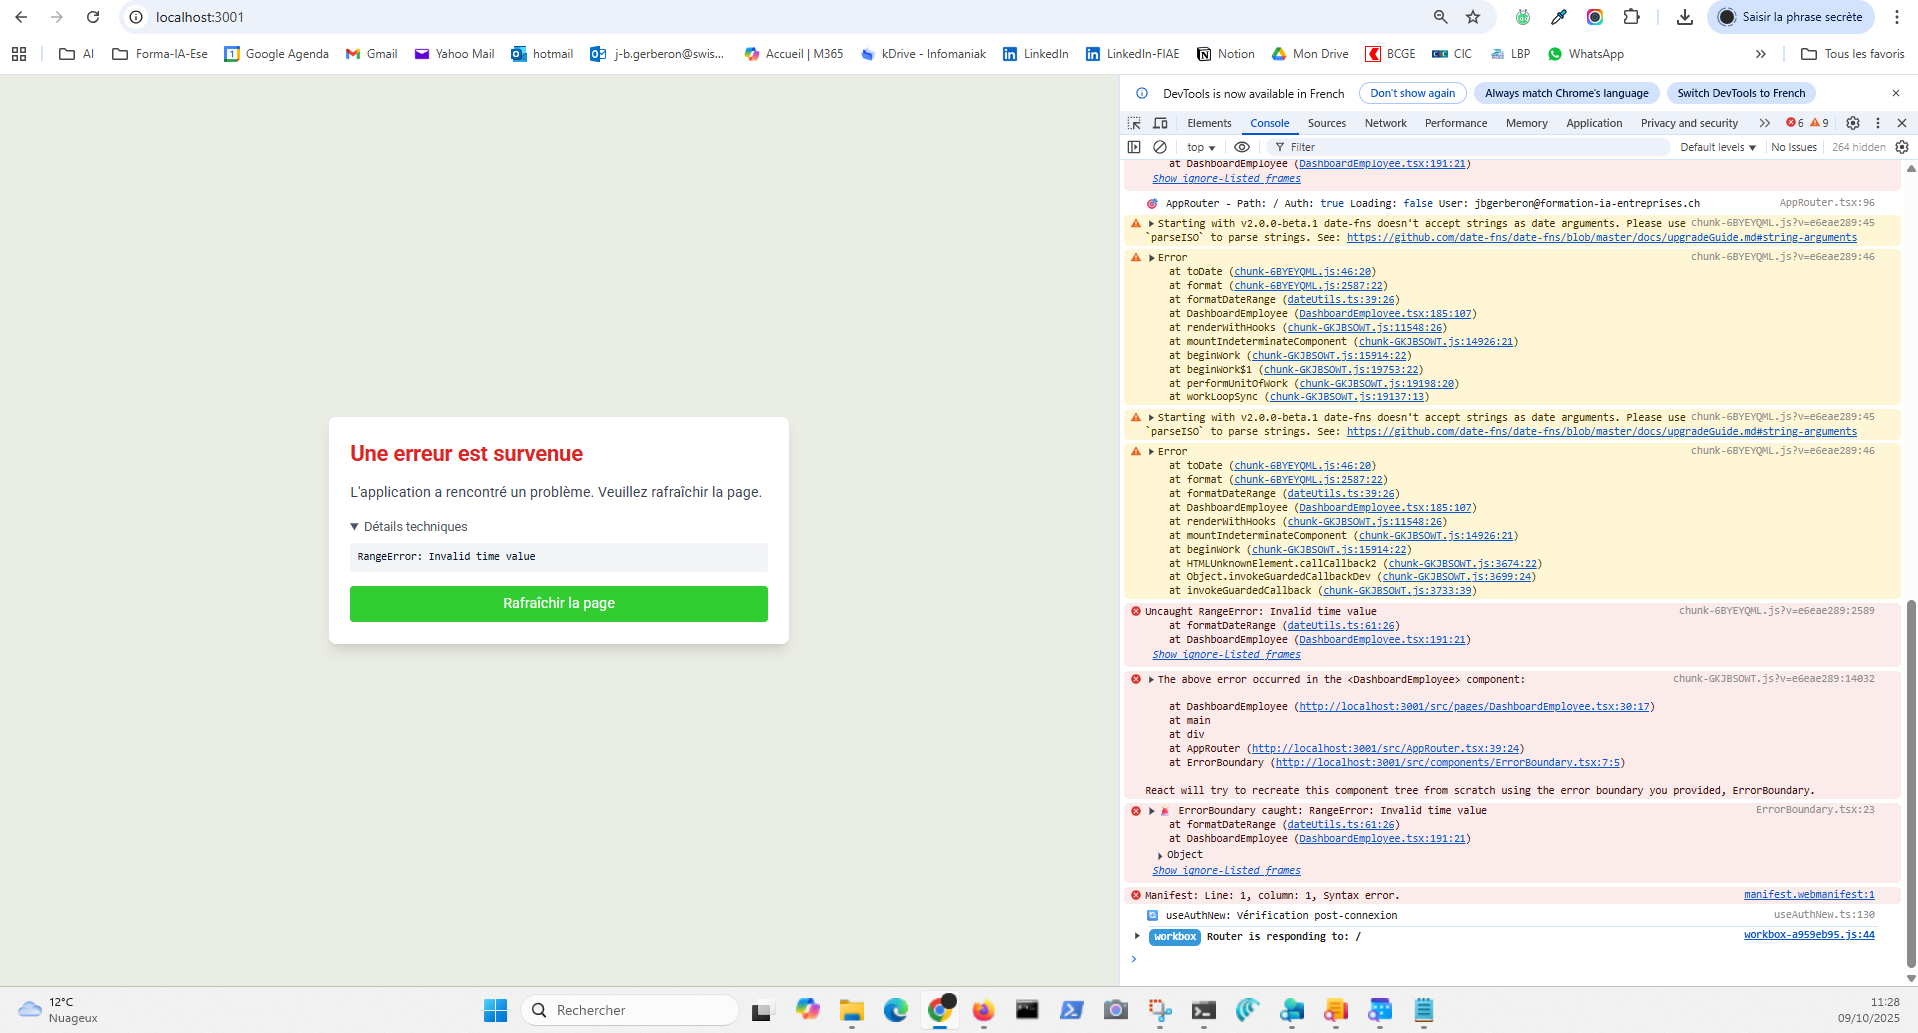 localhost:3001
Saisir la phrase secrète
AI
Forma-IA-Ese
Google Agenda
Gmail
Yahoo Mail
hotmail
j-b.gerberon@swis...
Accueil | M365
kDrive - Infomaniak
LinkedIn
LinkedIn-FIAE
Notion
Mon Drive
BCGE
CIC
LBP
WhatsApp
Tous les favoris
Une erreur est survenue
L'application a rencontré un problème. Veuillez rafraîchir la page.
▼ Détails techniques
RangeError: Invalid time value
Rafraîchir la page
DevTools is now available in French
Don't show again
Always match Chrome's language
Switch DevTools to French
Elements Console Sources Network Performance Memory Application Privacy and security
6 9
top ▼
Filter
Default levels ▼
No Issues
264 hidden
at DashboardEmployee (DashboardEmployee.tsx:191:21)
Show ignore-listed frames
AppRouter - Path: / Auth: true Loading: false User: jbgerberon@formation-ia-entreprises.ch AppRouter.tsx:96
Starting with v2.0.0-beta.1 date-fns doesn't accept strings as date arguments. Please use chunk-6BYEYQML.js?v=e6eae289:45
`parseISO` to parse strings. See: https://github.com/date-fns/date-fns/blob/master/docs/upgradeGuide.md#string-arguments
Error chunk-6BYEYQML.js?v=e6eae289:46
at toDate (chunk-6BYEYQML.js:46:20)
at format (chunk-6BYEYQML.js:2587:22)
at formatDateRange (dateUtils.ts:39:26)
at DashboardEmployee (DashboardEmployee.tsx:185:107)
at renderWithHooks (chunk-GKJBSOWT.js:11548:26)
at mountIndeterminateComponent (chunk-GKJBSOWT.js:14926:21)
at beginWork (chunk-GKJBSOWT.js:15914:22)
at beginWork$1 (chunk-GKJBSOWT.js:19753:22)
at performUnitOfWork (chunk-GKJBSOWT.js:19198:20)
at workLoopSync (chunk-GKJBSOWT.js:19137:13)
Starting with v2.0.0-beta.1 date-fns doesn't accept strings as date arguments. Please use chunk-6BYEYQML.js?v=e6eae289:45
`parseISO` to parse strings. See: https://github.com/date-fns/date-fns/blob/master/docs/upgradeGuide.md#string-arguments
Error chunk-6BYEYQML.js?v=e6eae289:46
at toDate (chunk-6BYEYQML.js:46:20)
at format (chunk-6BYEYQML.js:2587:22)
at formatDateRange (dateUtils.ts:39:26)
at DashboardEmployee (DashboardEmployee.tsx:185:107)
at renderWithHooks (chunk-GKJBSOWT.js:11548:26)
at mountIndeterminateComponent (chunk-GKJBSOWT.js:14926:21)
at beginWork (chunk-GKJBSOWT.js:15914:22)
at HTMLUnknownElement.callCallback2 (chunk-GKJBSOWT.js:3674:22)
at Object.invokeGuardedCallbackDev (chunk-GKJBSOWT.js:3699:24)
at invokeGuardedCallback (chunk-GKJBSOWT.js:3733:39)
Uncaught RangeError: Invalid time value chunk-6BYEYQML.js?v=e6eae289:2589
at formatDateRange (dateUtils.ts:61:26)
at DashboardEmployee (DashboardEmployee.tsx:191:21)
Show ignore-listed frames
The above error occurred in the <DashboardEmployee> component: chunk-GKJBSOWT.js?v=e6eae289:14032
at DashboardEmployee (http://localhost:3001/src/pages/DashboardEmployee.tsx:30:17)
at main
at div
at AppRouter (http://localhost:3001/src/AppRouter.tsx:39:24)
at ErrorBoundary (http://localhost:3001/src/components/ErrorBoundary.tsx:7:5)
React will try to recreate this component tree from scratch using the error boundary you provided, ErrorBoundary.
ErrorBoundary caught: RangeError: Invalid time value ErrorBoundary.tsx:23
at formatDateRange (dateUtils.ts:61:26)
at DashboardEmployee (DashboardEmployee.tsx:191:21)
Object
Show ignore-listed frames
Manifest: Line: 1, column: 1, Syntax error. manifest.webmanifest:1
useAuthNew: Vérification post-connexion useAuthNew.ts:130
workbox Router is responding to: / workbox-a959eb95.js:44
12°C
Nuageux
Rechercher
11:28
09/10/2025